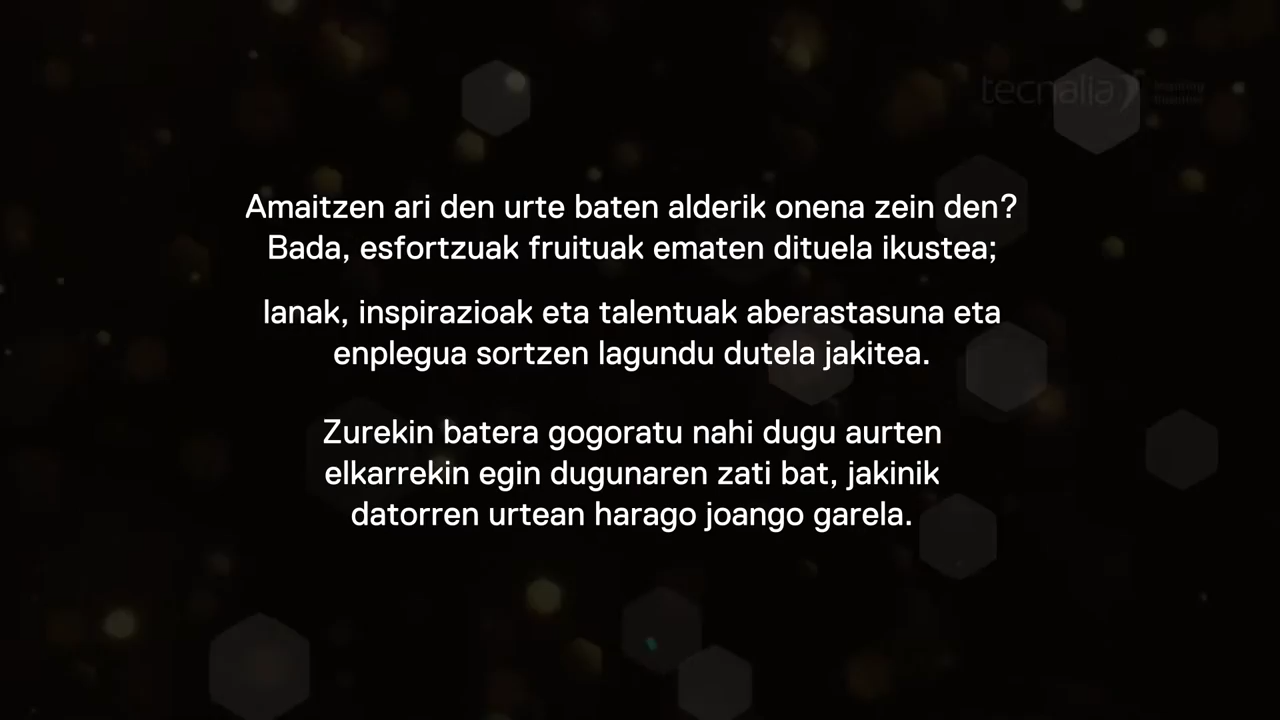 tecnalia
Amaitzen ari den urte baten alderik onena zein den?
Bada, esfortzuak fruituak ematen dituela ikustea;
lanak, inspirazioak eta talentuak aberastasuna eta
enplegua sortzen lagundu dutela jakitea.
Zurekin batera gogoratu nahi dugu aurten
elkarrekin egin dugunaren zati bat, jakinik
datorren urtean harago joango garela.